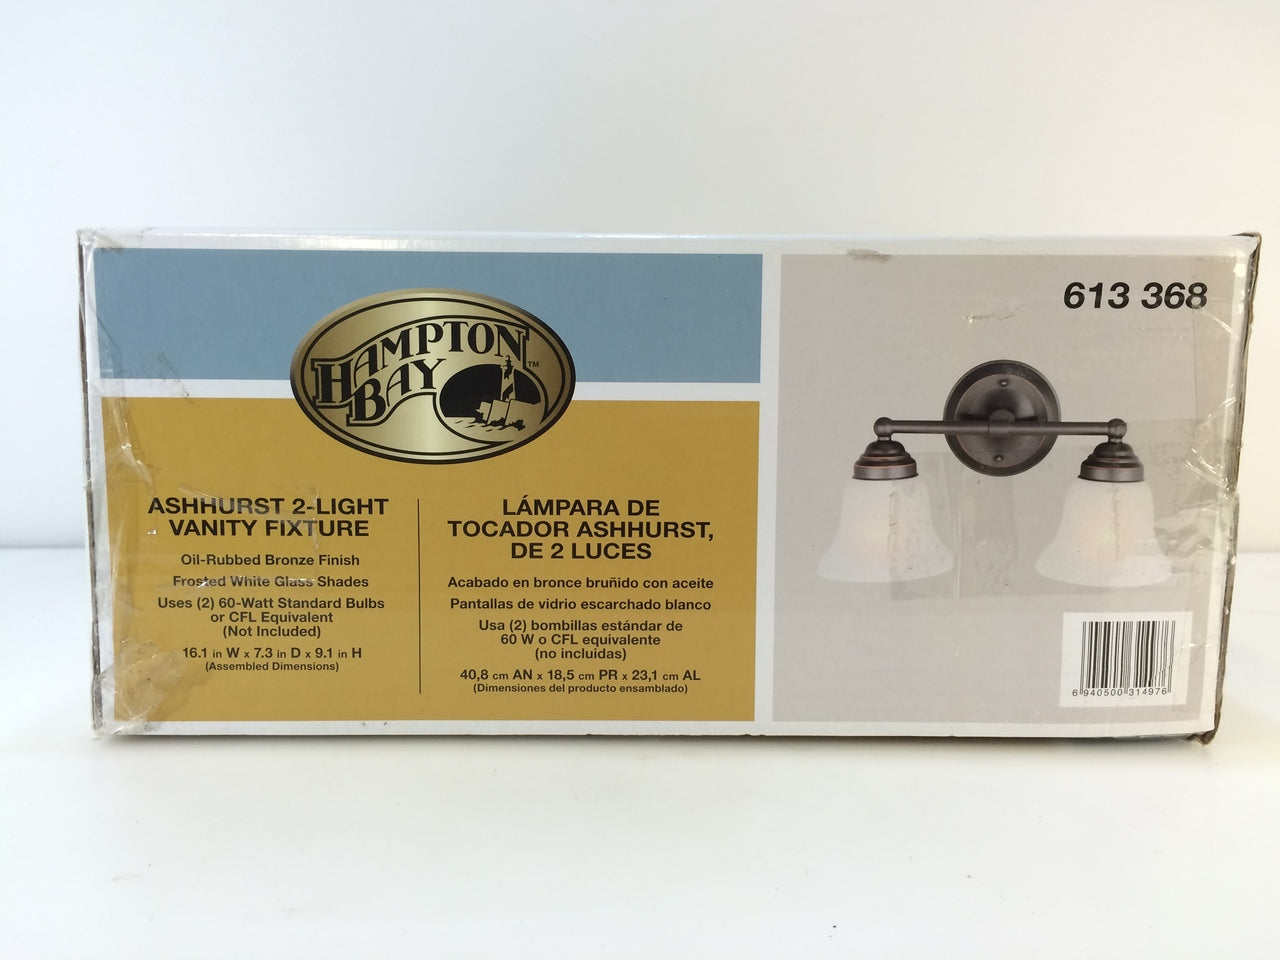 HAMPTON
BAY™
613 368
ASHHURST 2-LIGHT
VANITY FIXTURE
Oil-Rubbed Bronze Finish
Frosted White Glass Shades
Uses (2) 60-Watt Standard Bulbs
or CFL Equivalent
(Not Included)
16.1 in W x 7.3 in D x 9.1 in H
(Assembled Dimensions)
LÁMPARA DE
TOCADOR ASHHURST,
DE 2 LUCES
Acabado en bronce bruñido con aceite
Pantallas de vidrio escarchado blanco
Usa (2) bombillas estándar de
60 W o CFL equivalente
(no incluidas)
40,8 cm AN x 18,5 cm PR x 23,1 cm AL
(Dimensiones del producto ensamblado)
6 940500 314976